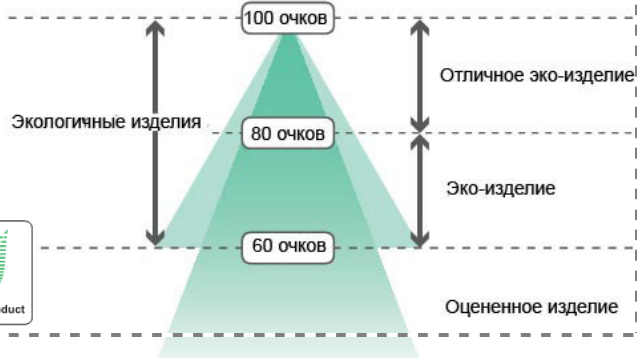 100 очков
Отличное эко-изделие
Экологичные изделия
80 очков
Эко-изделие
60 очков
Оцененное изделие